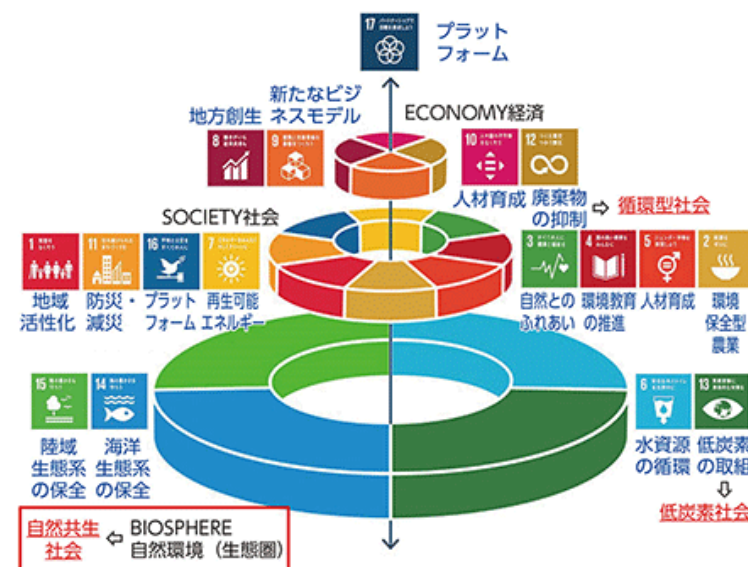 17
プラット
フォーム
新たなビジ
ネスモデル
地方創生
ECONOMY経済
8
9
10
12
人材育成
廃棄物
の抑制
⇨ 循環型社会
SOCIETY社会
1
11
16
7
3
4
5
2
地域
活性化
防災・
減災
プラット
フォーム
再生可能
エネルギー
自然との
ふれあい
環境教育
の推進
人材育成
環境
保全型
農業
15
14
6
13
陸域
生態系
の保全
海洋
生態系
の保全
水資源
の循環
低炭素
の取組
低炭素社会
自然共生
社会
BIOSPHERE
自然環境（生態圏）